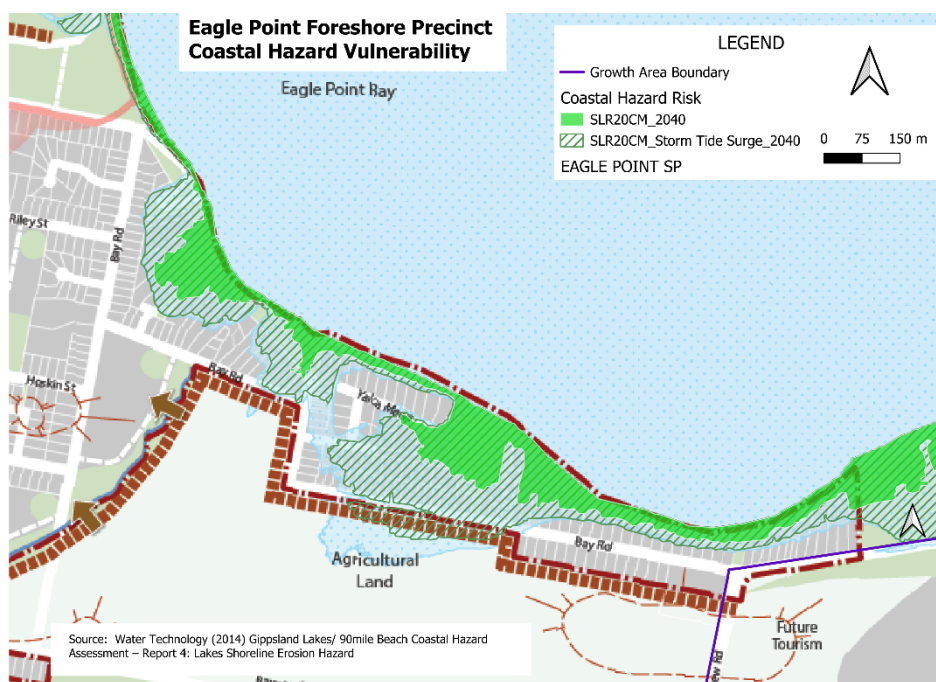 Eagle Point Foreshore Precinct
Coastal Hazard Vulnerability
Eagle Point Bay
LEGEND
Growth Area Boundary
Coastal Hazard Risk
SLR20CM_2040
SLR20CM_Storm Tide Surge_2040
EAGLE POINT SP
0 75 150 m
Riley St
Bay Rd
Bay Rd
Hoskin St
Bay Rd
Agricultural
Land
Future
Tourism
Source: Water Technology (2014) Gippsland Lakes/ 90mile Beach Coastal Hazard
Assessment – Report 4: Lakes Shoreline Erosion Hazard